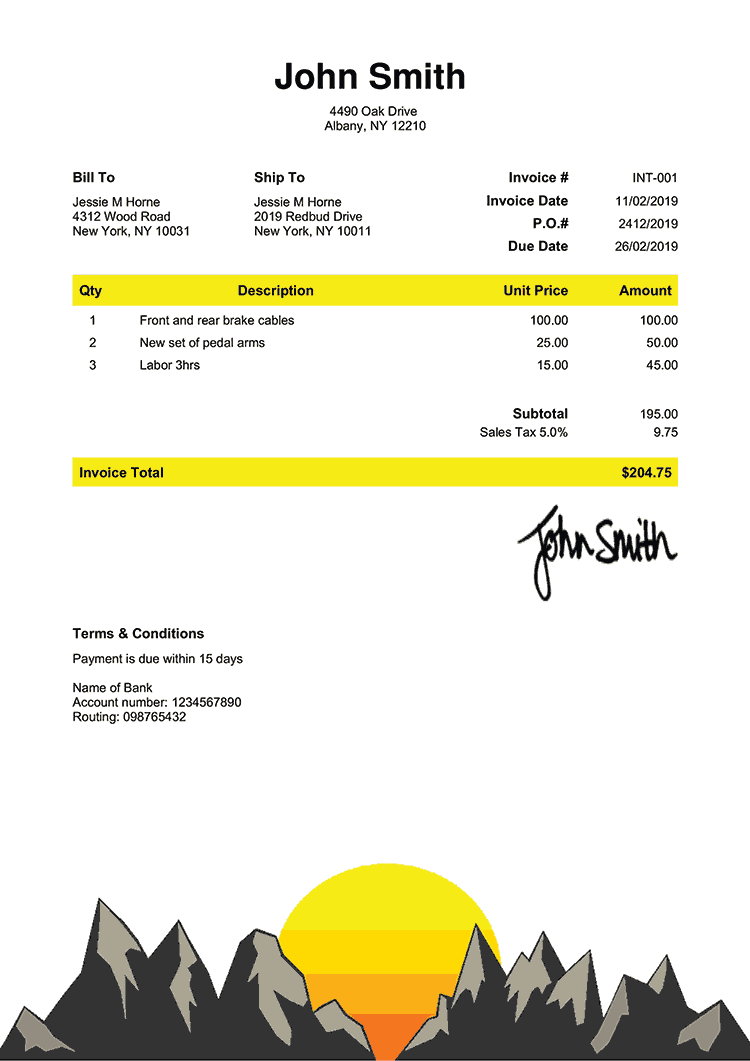 John Smith
4490 Oak Drive
Albany, NY 12210
Bill To
Jessie M Horne
4312 Wood Road
New York, NY 10031
Ship To
Jessie M Horne
2019 Redbud Drive
New York, NY 10011
Invoice # INT-001
Invoice Date 11/02/2019
P.O.# 2412/2019
Due Date 26/02/2019
Qty Description Unit Price Amount
1 Front and rear brake cables 100.00 100.00
2 New set of pedal arms 25.00 50.00
3 Labor 3hrs 15.00 45.00
Subtotal 195.00
Sales Tax 5.0% 9.75
Invoice Total $204.75
John Smith
Terms & Conditions
Payment is due within 15 days
Name of Bank
Account number: 1234567890
Routing: 098765432